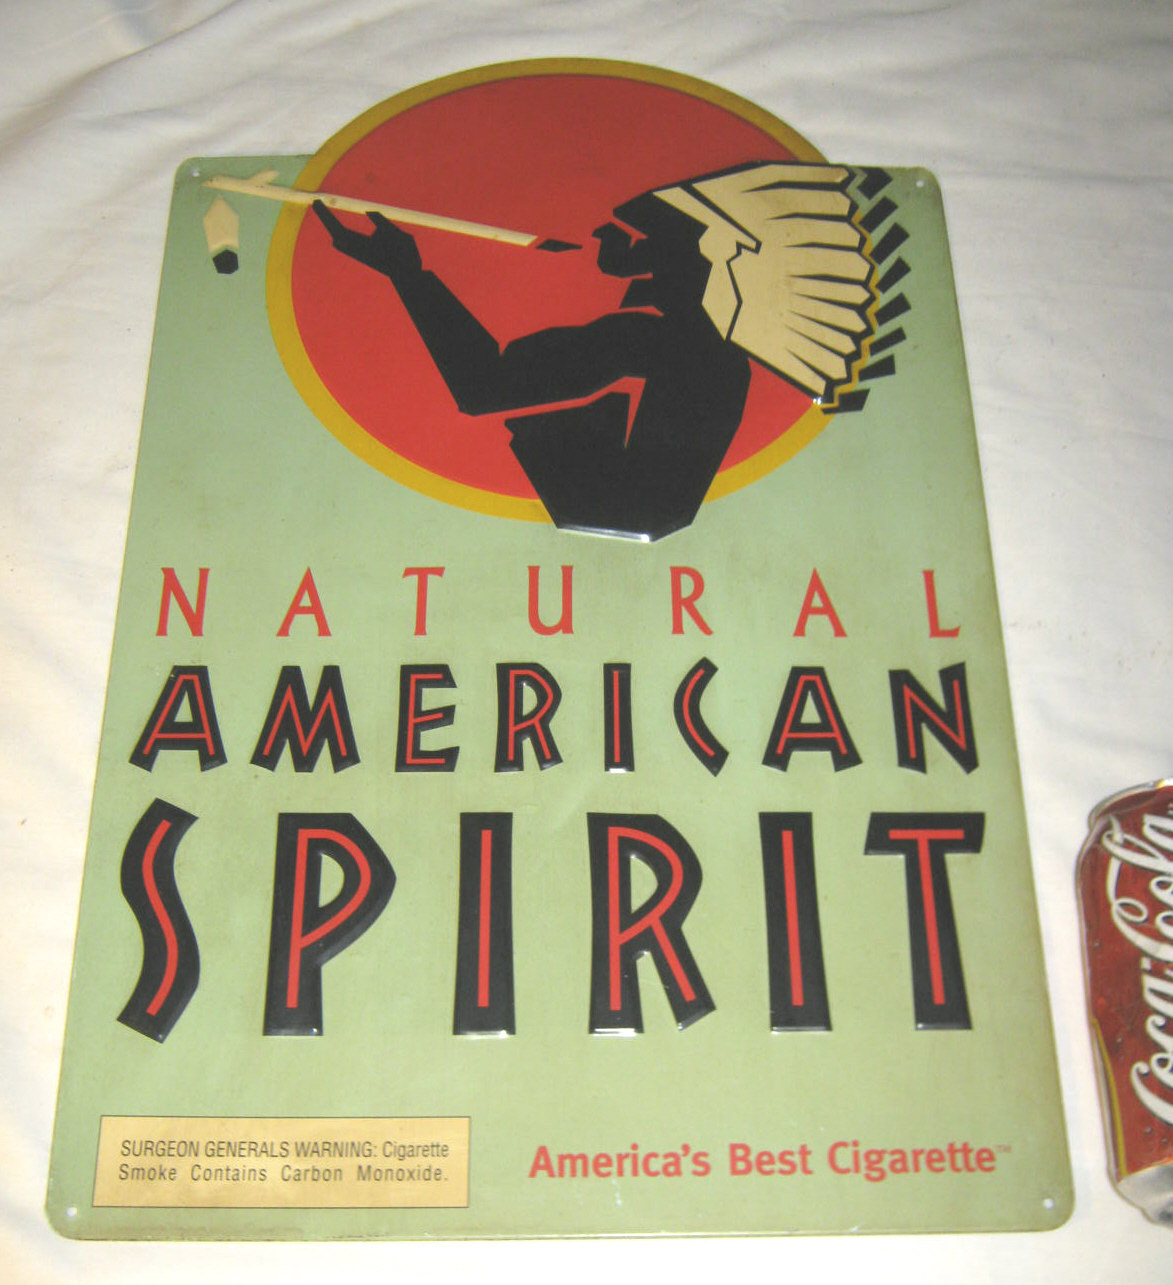 NATURAL
AMERICAN
SPIRIT
SURGEON GENERALS WARNING: Cigarette
Smoke Contains Carbon Monoxide.
America's Best Cigarette™
Coca-Cola